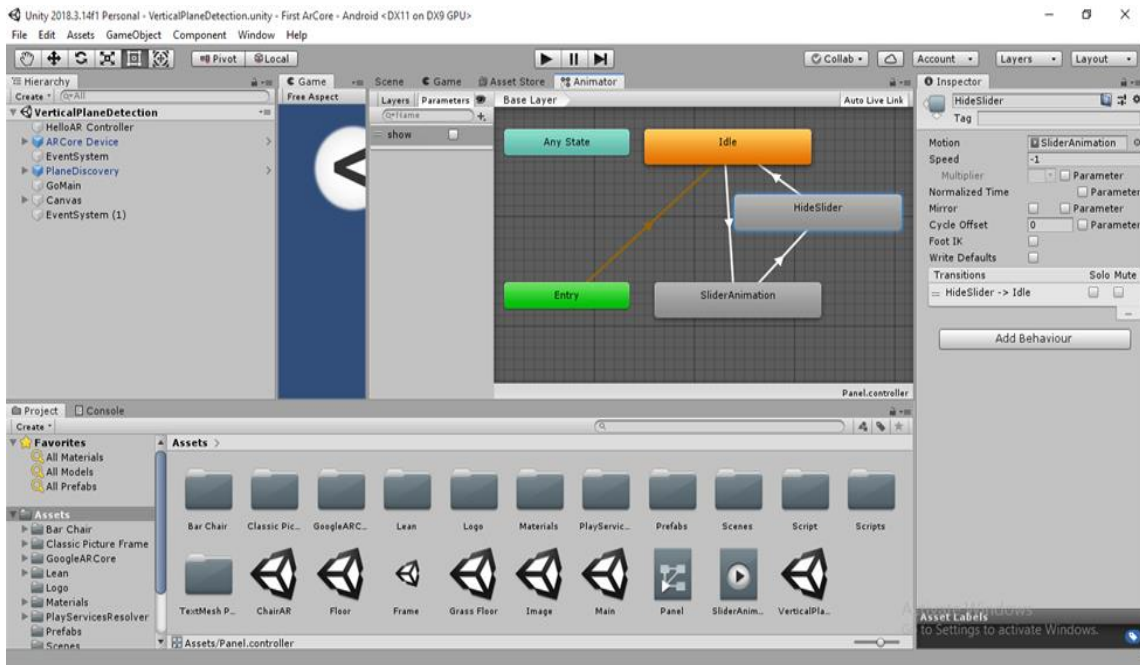 Unity 2018.3.14f1 Personal - VerticalPlaneDetection.unity - First ArCore - Android <DX11 on DX9 GPU>
File Edit Assets GameObject Component Window Help
Pivot Local
Collab Account Layers Layout
Hierarchy
Create All
VerticalPlaneDetection
HelloAR Controller
ARCore Device
EventSystem
PlaneDiscovery
GoMain
Canvas
EventSystem (1)
Game
Free Aspect
Scene Game Asset Store Animator
Layers Parameters Base Layer Auto Live Link
Name
show
Any State
Idle
HideSlider
Entry
SliderAnimation
Panel.controller
Inspector
HideSlider
Tag
Motion SliderAnimation
Speed -1
Multiplier Parameter
Normalized Time Parameter
Mirror Parameter
Cycle Offset 0 Parameter
Foot IK
Write Defaults
Transitions Solo Mute
HideSlider -> Idle
Add Behaviour
Project Console
Create
Favorites
All Materials
All Models
All Prefabs
Assets
Bar Chair
Classic Picture Frame
GoogleARCore
Lean
Logo
Materials
PlayServicesResolver
Prefabs
Scenes
Assets >
Bar Chair Classic Pic... GoogleARC... Lean Logo Materials PlayServic... Prefabs Scenes Script Scripts
TextMesh P... ChairAR Floor Frame Grass Floor Image Main Panel SliderAnim... VerticalPla...
Assets/Panel.controller
Activate Windows
Asset Labels
to Settings to activate Windows.